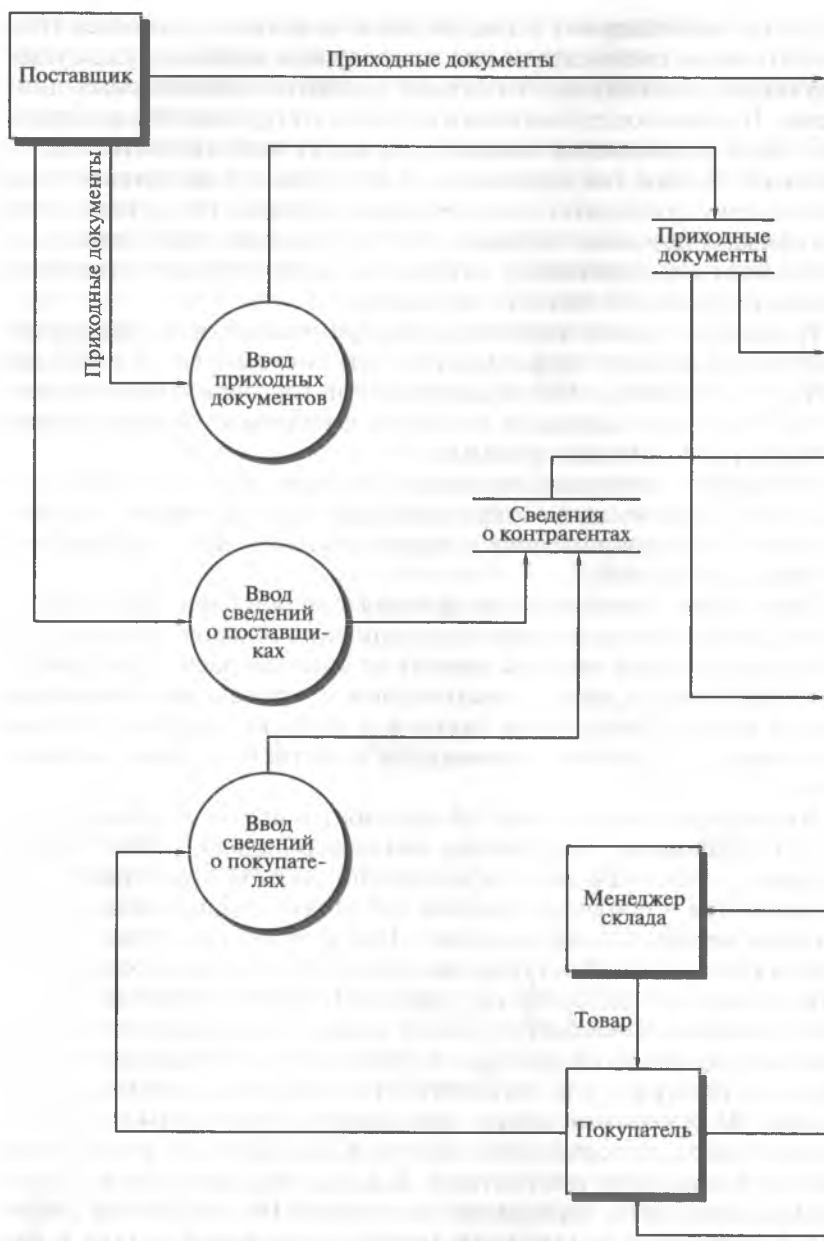 Поставщик
Приходные документы
Приходные документы
Приходные
документы
Ввод
приходных
документов
Сведения
о контрагентах
Ввод
сведений
о поставщи-
ках
Ввод
сведений
о покупате-
лях
Менеджер
склада
Товар
Покупатель